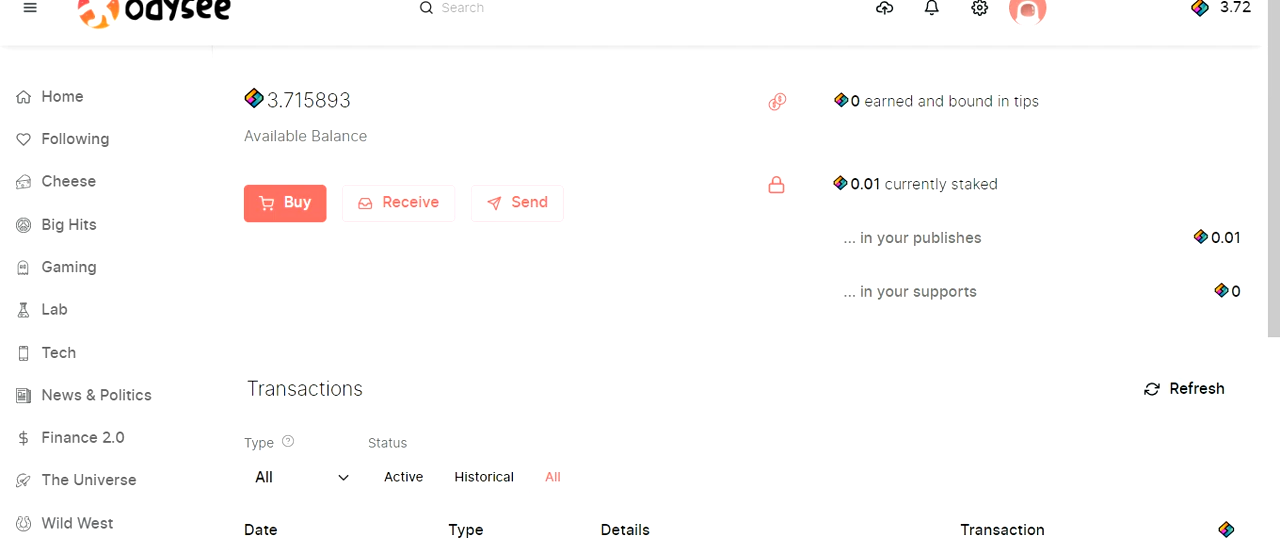 odysee
Search
3.72
Home
Following
Cheese
Big Hits
Gaming
Lab
Tech
News & Politics
Finance 2.0
The Universe
Wild West
3.715893
Available Balance
Buy Receive Send
0 earned and bound in tips
0.01 currently staked
... in your publishes 0.01
... in your supports 0
Transactions
Refresh
Type Status
All Active Historical All
Date Type Details Transaction